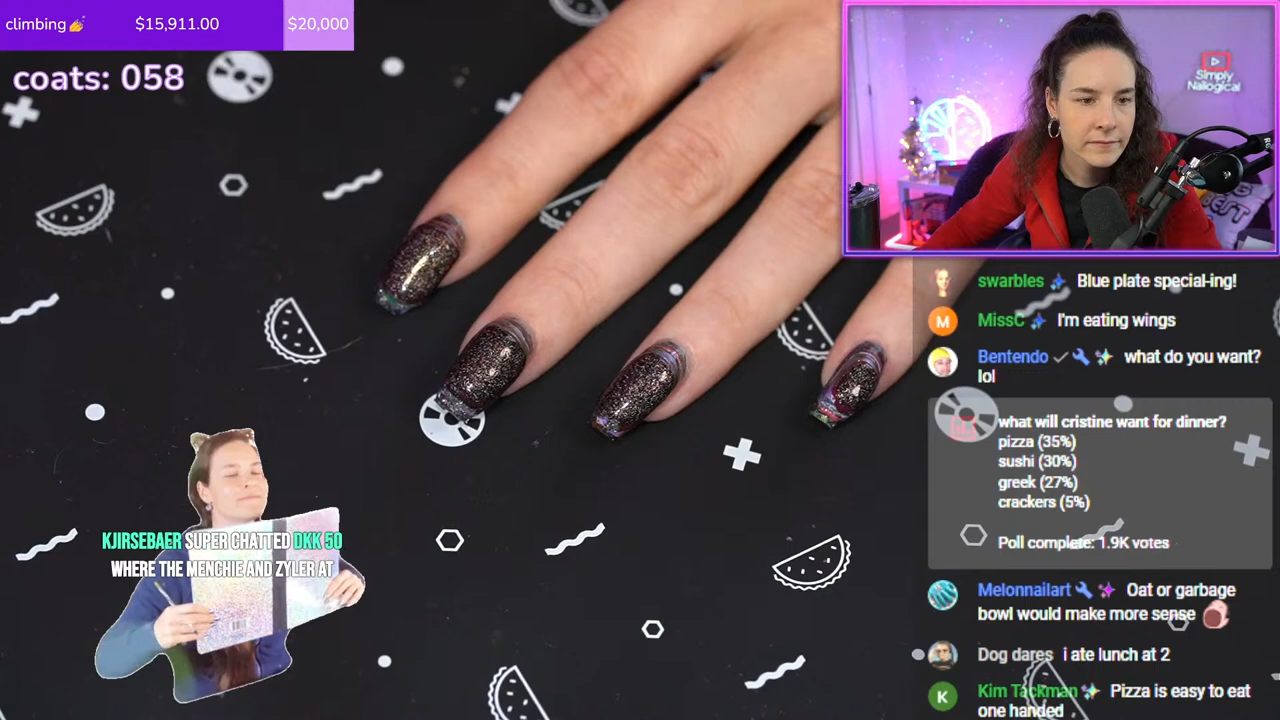 climbing💅 $15,911.00 $20,000
coats: 058
Simply
Nailogical
swarbles Blue plate special-ing!
MissC I'm eating wings
Bentendo what do you want?
lol
what will cristine want for dinner?
pizza (35%)
sushi (30%)
greek (27%)
crackers (5%)
Poll complete: 1.9K votes
Melonnailart Oat or garbage
bowl would make more sense
Dog dares i ate lunch at 2
K
Kim Tackman Pizza is easy to eat
one handed
KJIRSEBAER SUPER CHATTED DKK 50
WHERE THE MENCHIE AND ZYLER AT